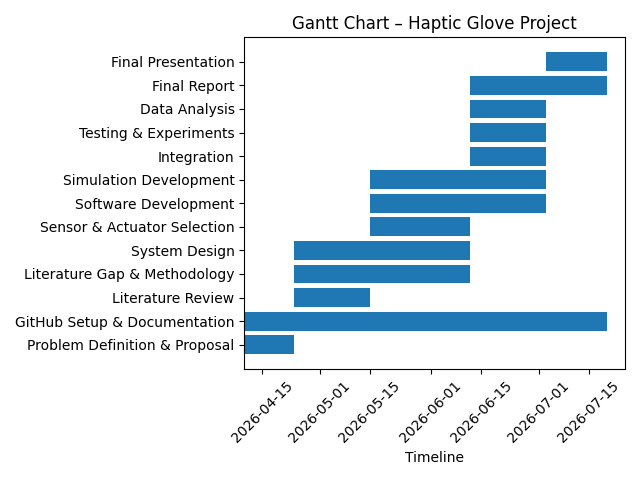 Gantt Chart – Haptic Glove Project
Final Presentation
Final Report
Data Analysis
Testing & Experiments
Integration
Simulation Development
Software Development
Sensor & Actuator Selection
System Design
Literature Gap & Methodology
Literature Review
GitHub Setup & Documentation
Problem Definition & Proposal
2026-04-15
2026-05-01
2026-05-15
2026-06-01
2026-06-15
2026-07-01
2026-07-15
Timeline